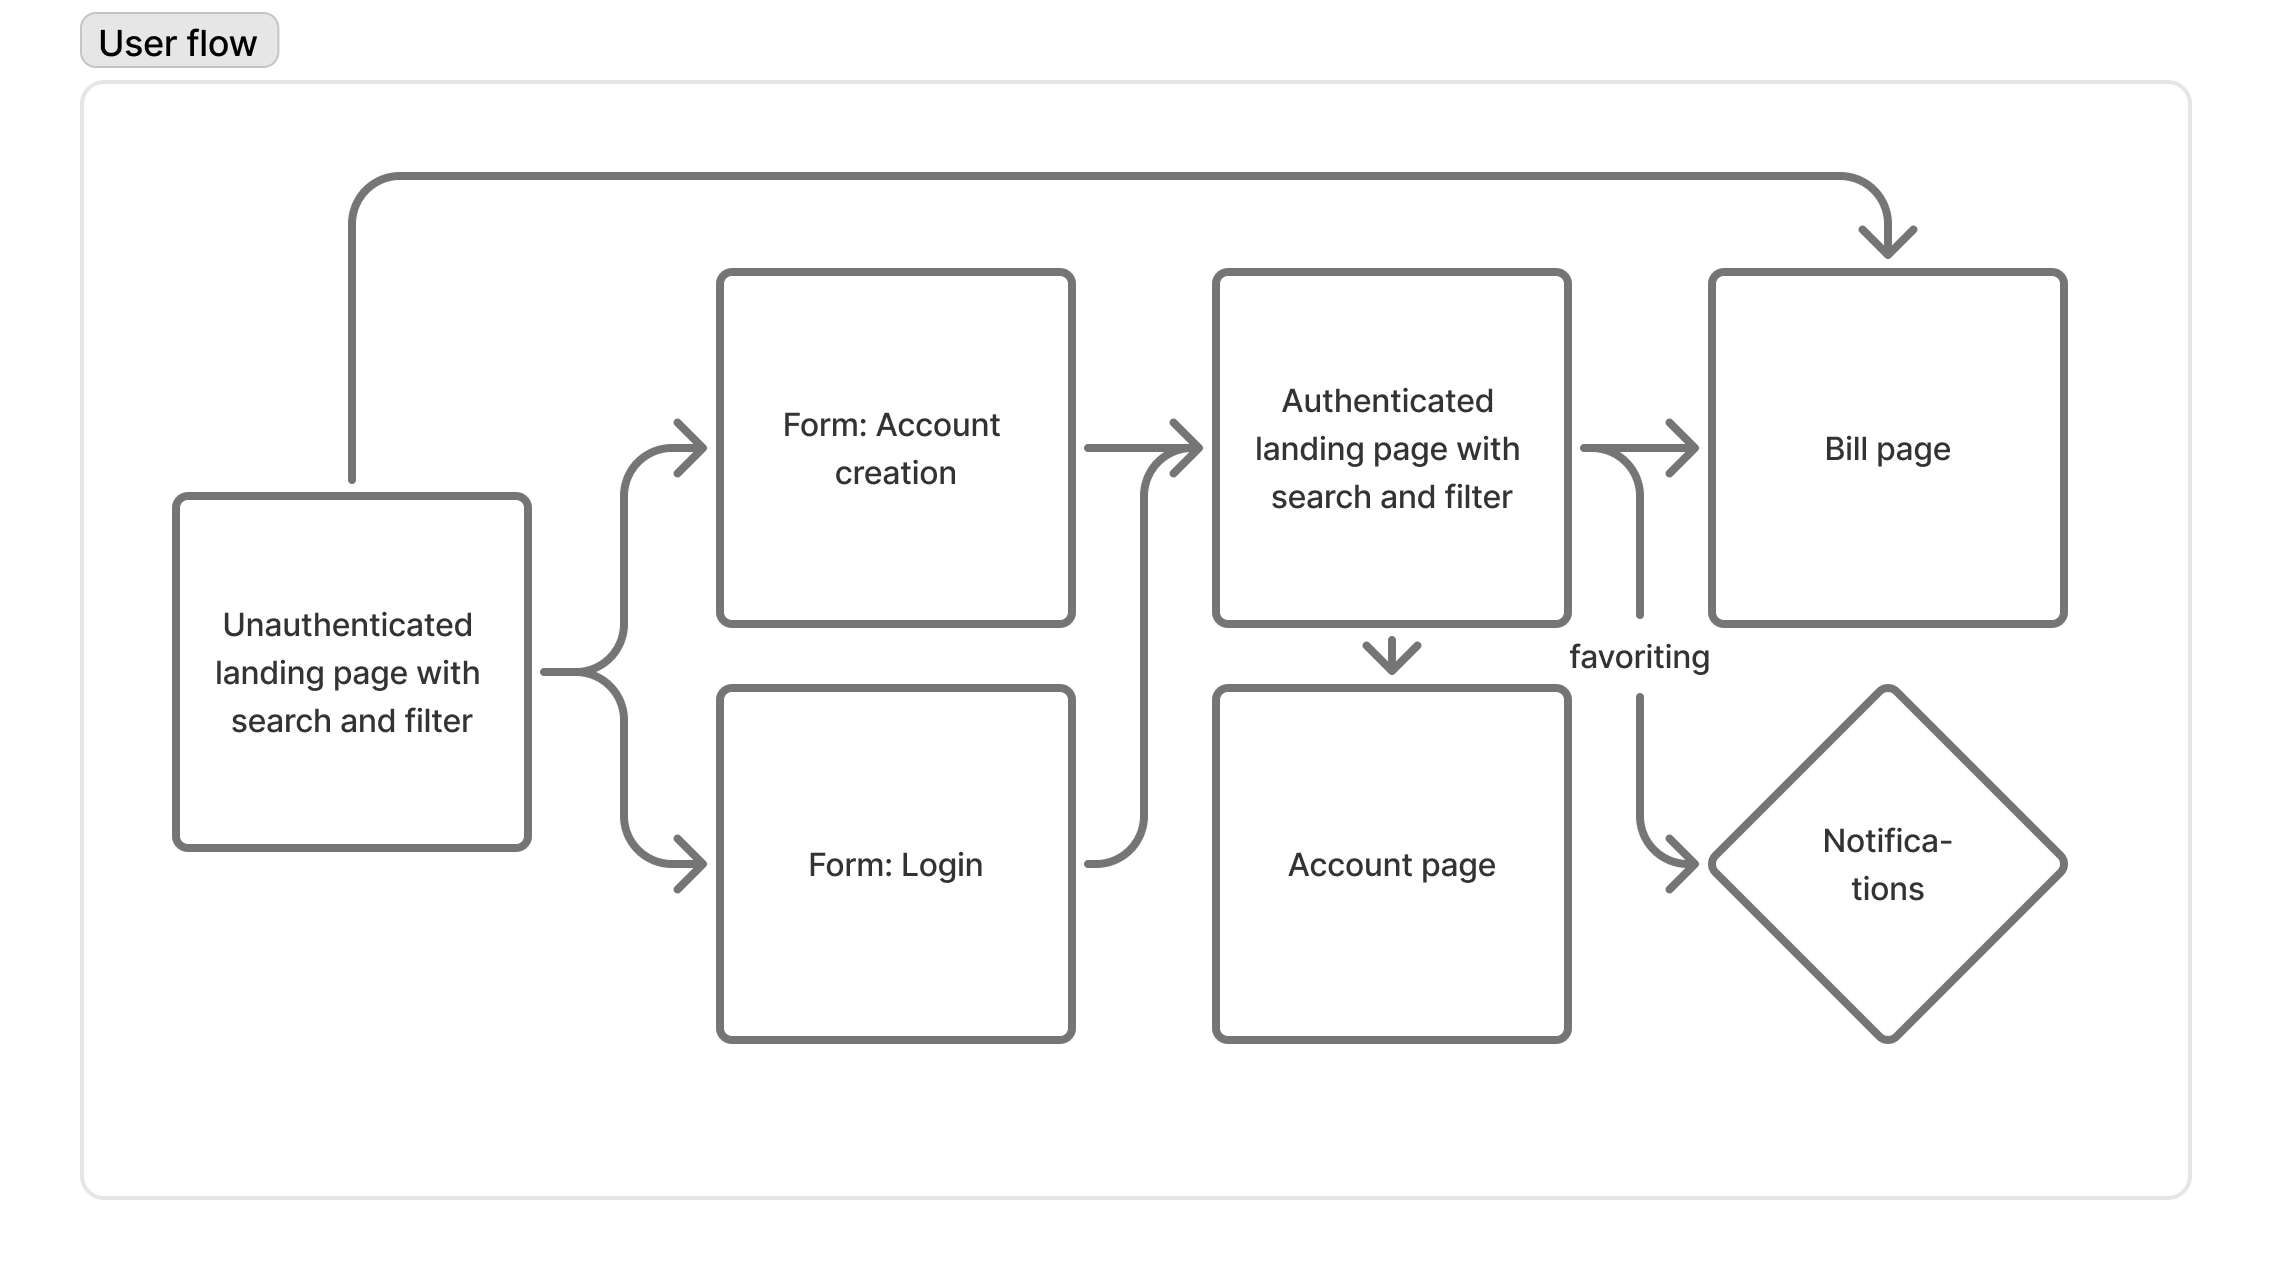 User flow
Unauthenticated
landing page with
search and filter
Form: Account
creation
Form: Login
Authenticated
landing page with
search and filter
Account page
Bill page
favoriting
Notifica-
tions